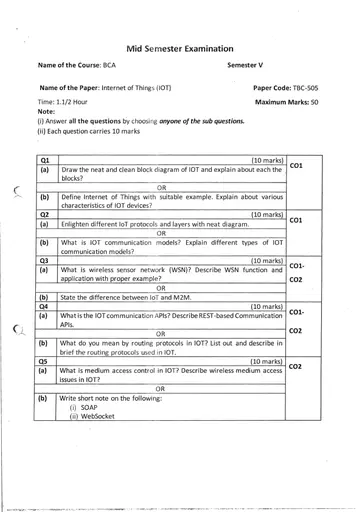 Mid Semester Examination
Name of the Course: BCA Semester V
Name of the Paper: Internet of Things (IOT) Paper Code: TBC-505
Time: 1.1/2 Hour Maximum Marks: 50
Note:
(i) Answer all the questions by choosing anyone of the sub questions.
(ii) Each question carries 10 marks
Q1 (10 marks) CO1
(a) Draw the neat and clean block diagram of IOT and explain about each the
blocks?
OR
(b) Define Internet of Things with suitable example. Explain about various
characteristics of IOT devices?
Q2 (10 marks) CO1
(a) Enlighten different IoT protocols and layers with neat diagram.
OR
(b) What is IOT communication models? Explain different types of IOT
communication models?
Q3 (10 marks) CO1-
(a) What is wireless sensor network (WSN)? Describe WSN function and
application with proper example? CO2
OR
(b) State the difference between IoT and M2M.
Q4 (10 marks) CO1-
(a) What is the IOT communication APIs? Describe REST-based Communication
APIs. CO2
OR
(b) What do you mean by routing protocols in IOT? List out and describe in
brief the routing protocols used in IOT.
Q5 (10 marks) CO2
(a) What is medium access control in IOT? Describe wireless medium access
issues in IOT?
OR
(b) Write short note on the following:
(i) SOAP
(ii) WebSocket